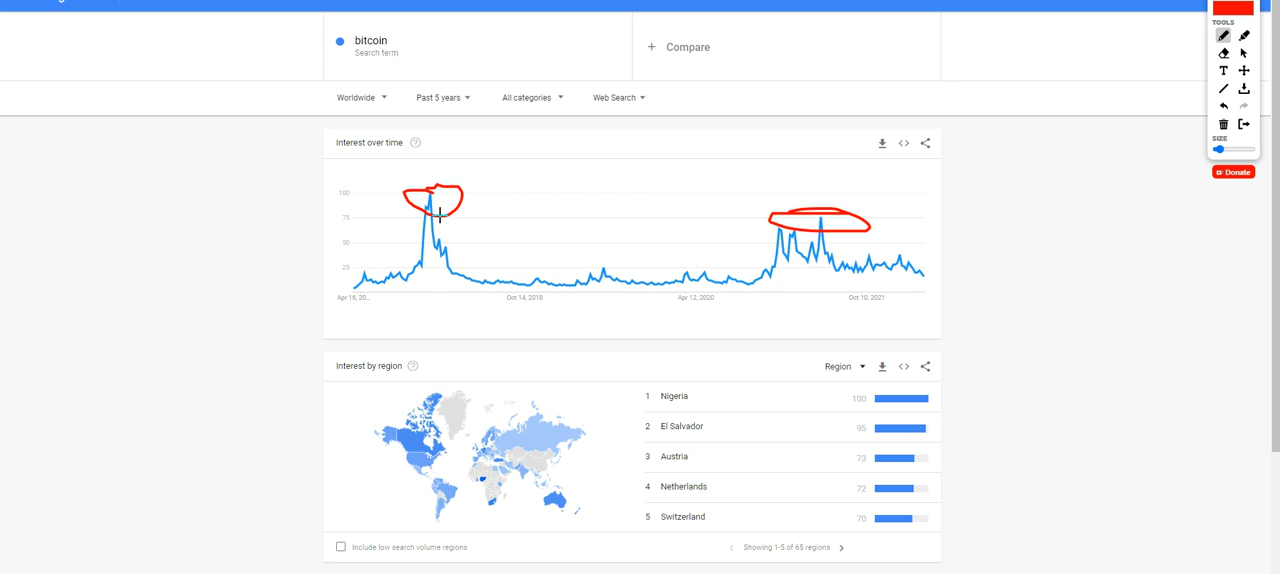 bitcoin
Search term
+ Compare
Worldwide
Past 5 years
All categories
Web Search
Interest over time
100
75
50
25
Apr 16, 20...
Oct 14, 2018
Apr 12, 2020
Oct 10, 2021
Interest by region
Region
1 Nigeria 100
2 El Salvador 95
3 Austria 73
4 Netherlands 72
5 Switzerland 70
Include low search volume regions
Showing 1-5 of 65 regions
TOOLS
T
SIZE
Donate